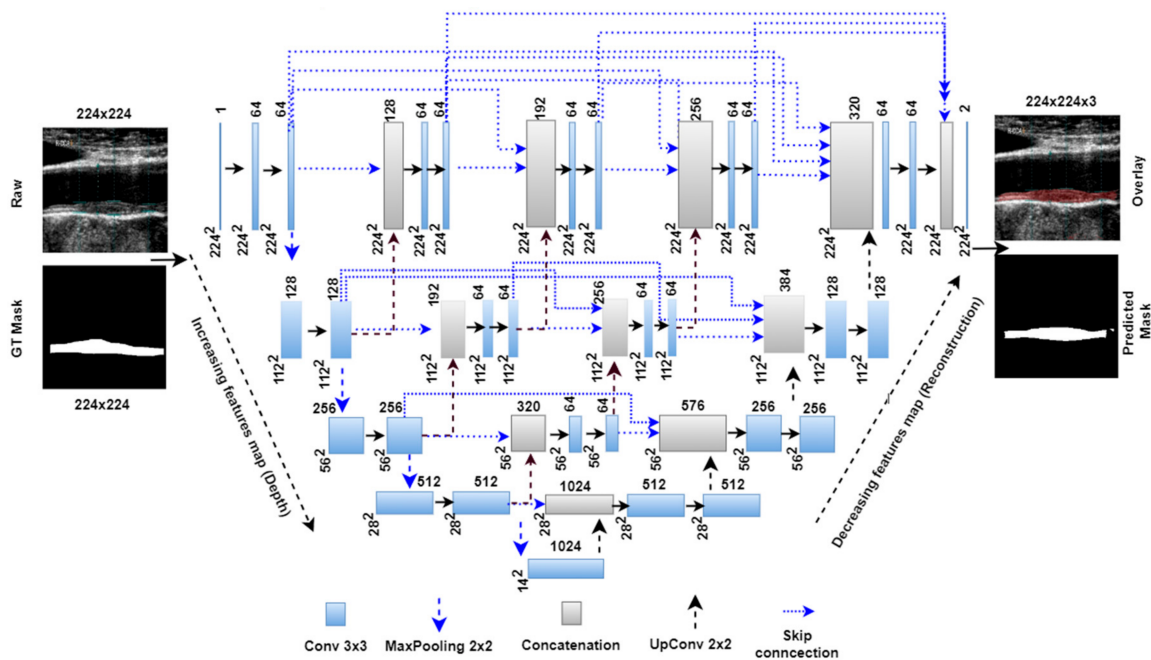 224x224
Raw
GT Mask
224x224
Increasing features map (Depth)
1 64 64 128 64 64 192 64 64 256 64 64 320 64 64 2
224² 224² 224² 224² 224² 224² 224² 224² 224² 224² 224² 224² 224² 224² 224² 224²
128 128 192 64 64 256 64 64 384 128 128
112² 112² 112² 112² 112² 112² 112² 112² 112² 112² 112²
256 256 320 64 64 576 256 256
56² 56² 56² 56² 56² 56² 56² 56²
512 512 1024 512 512
28² 28² 28² 28² 28²
1024
14²
Decreasing features map (Reconstruction)
224x224x3
Overlay
Predicted
Mask
Conv 3x3
MaxPooling 2x2
Concatenation
UpConv 2x2
Skip
conncection